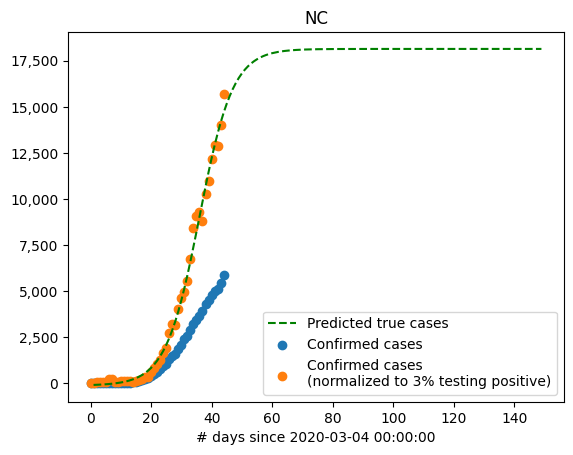 NC
17,500
15,000
12,500
10,000
7,500
5,000
2,500
0
Predicted true cases
Confirmed cases
Confirmed cases
(normalized to 3% testing positive)
0 20 40 60 80 100 120 140
# days since 2020-03-04 00:00:00